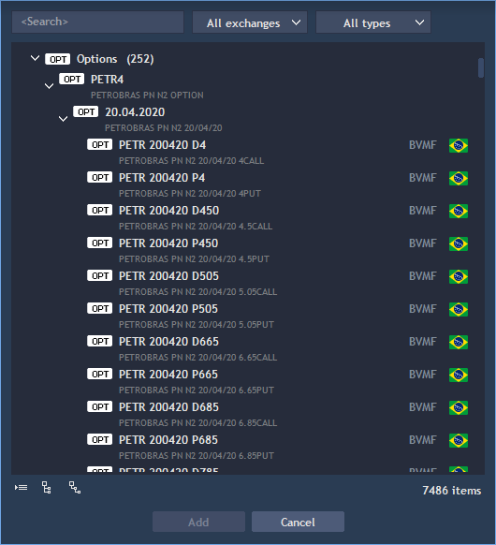 <Search>
All exchanges
All types
OPT Options (252)
OPT PETR4
PETROBRAS PN N2 OPTION
OPT 20.04.2020
PETROBRAS PN N2 20/04/20
OPT PETR 200420 D4 BVMF
PETROBRAS PN N2 20/04/20 4CALL
OPT PETR 200420 P4 BVMF
PETROBRAS PN N2 20/04/20 4PUT
OPT PETR 200420 D450 BVMF
PETROBRAS PN N2 20/04/20 4.5CALL
OPT PETR 200420 P450 BVMF
PETROBRAS PN N2 20/04/20 4.5PUT
OPT PETR 200420 D505 BVMF
PETROBRAS PN N2 20/04/20 5.05CALL
OPT PETR 200420 P505 BVMF
PETROBRAS PN N2 20/04/20 5.05PUT
OPT PETR 200420 D665 BVMF
PETROBRAS PN N2 20/04/20 6.65CALL
OPT PETR 200420 P665 BVMF
PETROBRAS PN N2 20/04/20 6.65PUT
OPT PETR 200420 D685 BVMF
PETROBRAS PN N2 20/04/20 6.85CALL
OPT PETR 200420 P685 BVMF
PETROBRAS PN N2 20/04/20 6.85PUT
OPT PETR 200420 D785 BVMF
7486 items
Add
Cancel